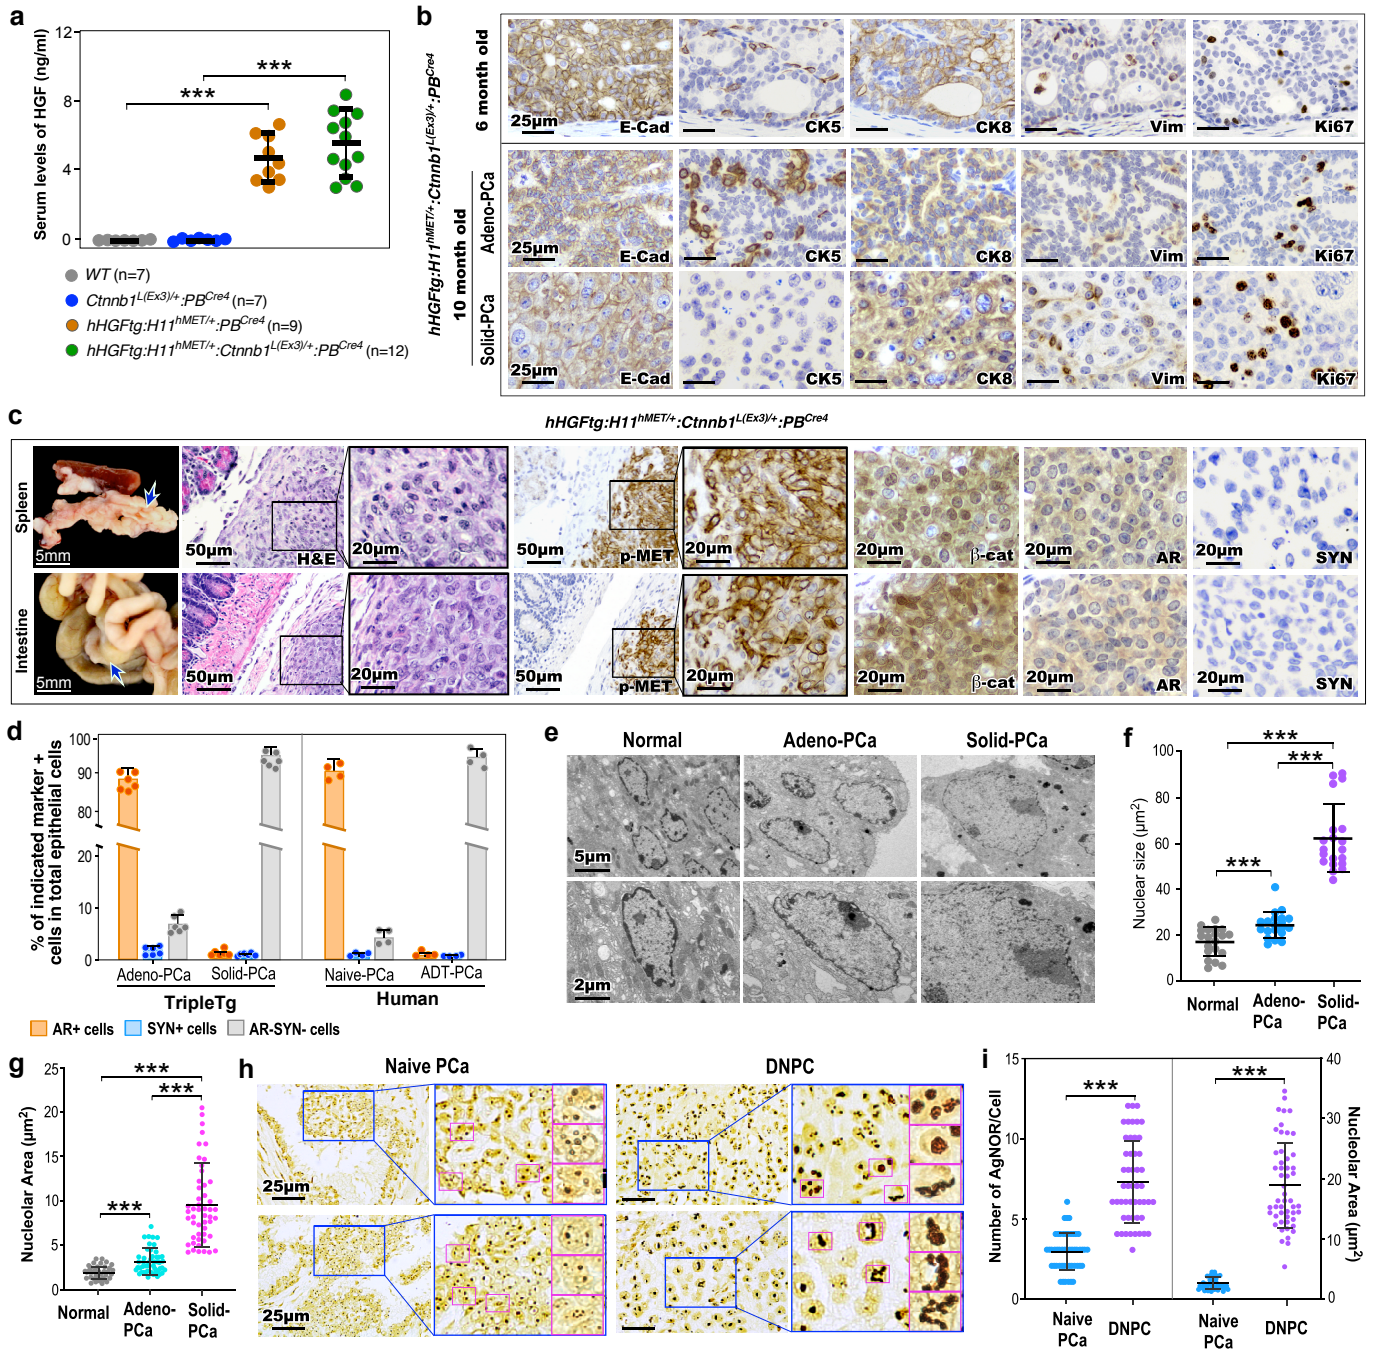 a
Serum levels of HGF (ng/ml)
12
8
4
0
***
***
WT (n=7)
Ctnnb1L(Ex3)/+:PBCre4 (n=7)
hHGFtg:H11hMET/+:PBCre4 (n=9)
hHGFtg:H11hMET/+:Ctnnb1L(Ex3)/+:PBCre4 (n=12)
b
hHGFtg:H11hMET/+:Ctnnb1L(Ex3)/+:PBCre4
6 month old
25µm E-Cad CK5 CK8 Vim Ki67
10 month old
Adeno-PCa
25µm E-Cad CK5 CK8 Vim Ki67
Solid-PCa
25µm E-Cad CK5 CK8 Vim Ki67
c
hHGFtg:H11hMET/+:Ctnnb1L(Ex3)/+:PBCre4
Spleen
5mm 50µm H&E 20µm 50µm p-MET 20µm 20µm β-cat 20µm AR 20µm SYN
Intestine
5mm 50µm 20µm 50µm p-MET 20µm 20µm β-cat 20µm AR 20µm SYN
d
% of indicated marker +
cells in total epithelial cells
100
90
80
20
10
0
Adeno-PCa Solid-PCa Naive-PCa ADT-PCa
TripleTg Human
AR+ cells SYN+ cells AR-SYN- cells
e
Normal Adeno-PCa Solid-PCa
5µm
2µm
f
Nuclear size (µm2)
100
80
60
40
20
0
***
***
***
Normal Adeno-PCa Solid-PCa
g
Nucleolar Area (µm2)
25
20
15
10
5
0
***
***
***
Normal Adeno-PCa Solid-PCa
h
Naive PCa DNPC
25µm
25µm
i
Number of AgNOR/Cell
15
10
5
0
*** ***
40
30
20
10
0
Nucleolar Area (µm2)
Naive PCa DNPC Naive PCa DNPC